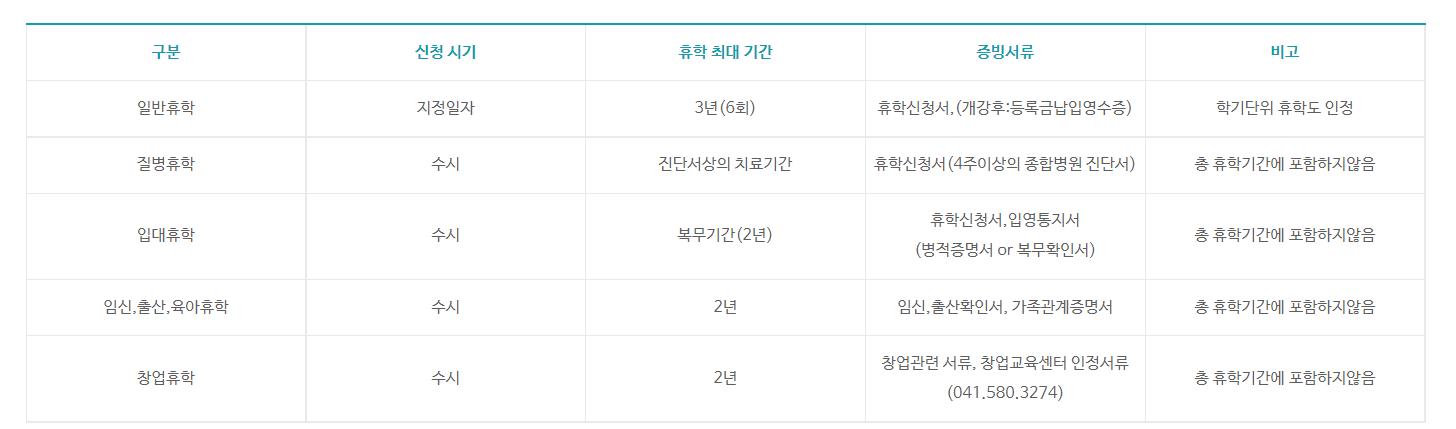 구분 신청 시기 휴학 최대 기간 증빙서류 비고
일반휴학 지정일자 3년(6회) 휴학신청서,(개강후:등록금납입영수증) 학기단위 휴학도 인정
질병휴학 수시 진단서상의 치료기간 휴학신청서(4주이상의 종합병원 진단서) 총 휴학기간에 포함하지않음
입대휴학 수시 복무기간(2년) 휴학신청서,입영통지서
(병적증명서 or 복무확인서) 총 휴학기간에 포함하지않음
임신,출산,육아휴학 수시 2년 임신,출산확인서, 가족관계증명서 총 휴학기간에 포함하지않음
창업휴학 수시 2년 창업관련 서류, 창업교육센터 인정서류
(041.580.3274) 총 휴학기간에 포함하지않음